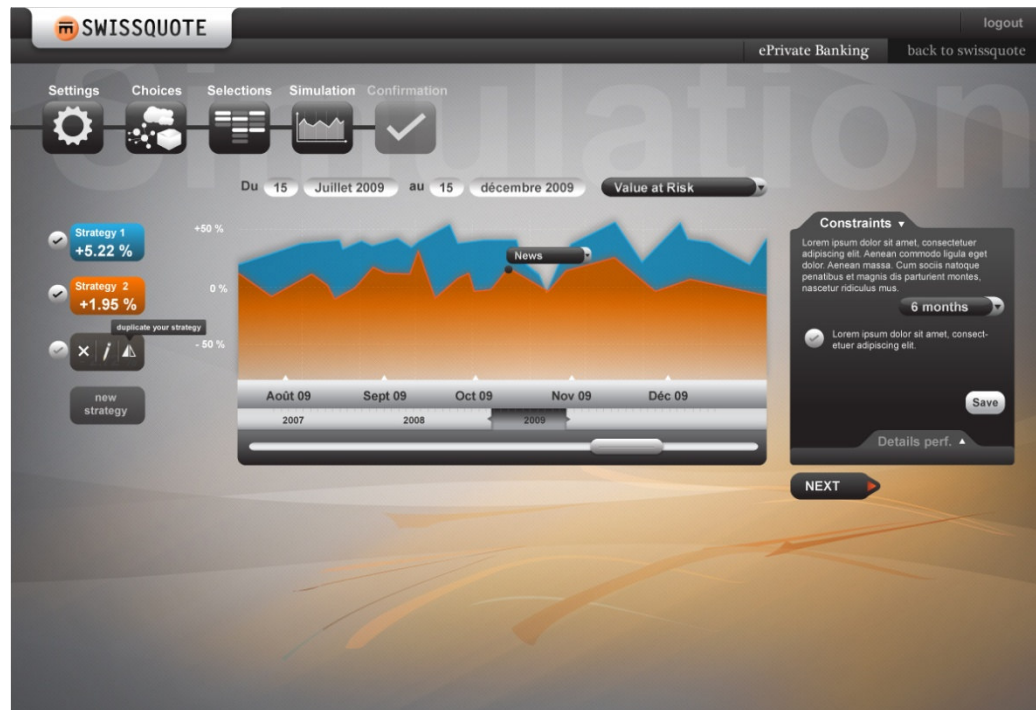 SWISSQUOTE
logout
ePrivate Banking
back to swissquote
Simulation
Settings
Choices
Selections
Simulation
Confirmation
Du 15 Juillet 2009 au 15 décembre 2009
Value at Risk
Strategy 1
+5.22 %
Strategy 2
+1.95 %
duplicate your strategy
new
strategy
+50 %
0 %
- 50 %
News
Août 09
Sept 09
Oct 09
Nov 09
Déc 09
2007
2008
2009
Constraints
Lorem ipsum dolor sit amet, consectetuer
adipiscing elit. Aenean commodo ligula eget
dolor. Aenean massa. Cum sociis natoque
penatibus et magnis dis parturient montes,
nascetur ridiculus mus.
6 months
Lorem ipsum dolor sit amet, consect-
etuer adipiscing elit.
Save
Details perf.
NEXT